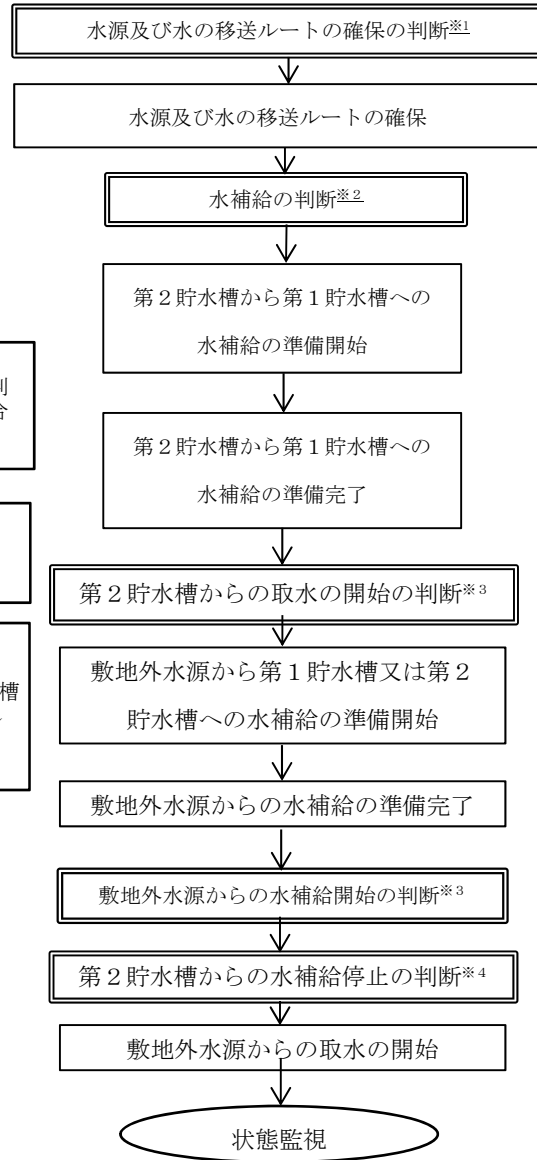 水源及び水の移送ルートの確保の判断※1
水源及び水の移送ルートの確保
水補給の判断※２
第２貯水槽から第１貯水槽への
水補給の準備開始
第２貯水槽から第１貯水槽への
水補給の準備完了
第２貯水槽からの取水の開始の判断※3
敷地外水源から第１貯水槽又は第２
貯水槽への水補給の準備開始
槽
敷地外水源からの水補給の準備完了
敷地外水源からの水補給開始の判断※3
第２貯水槽からの水補給停止の判断※4
敷地外水源からの取水の開始
状態監視